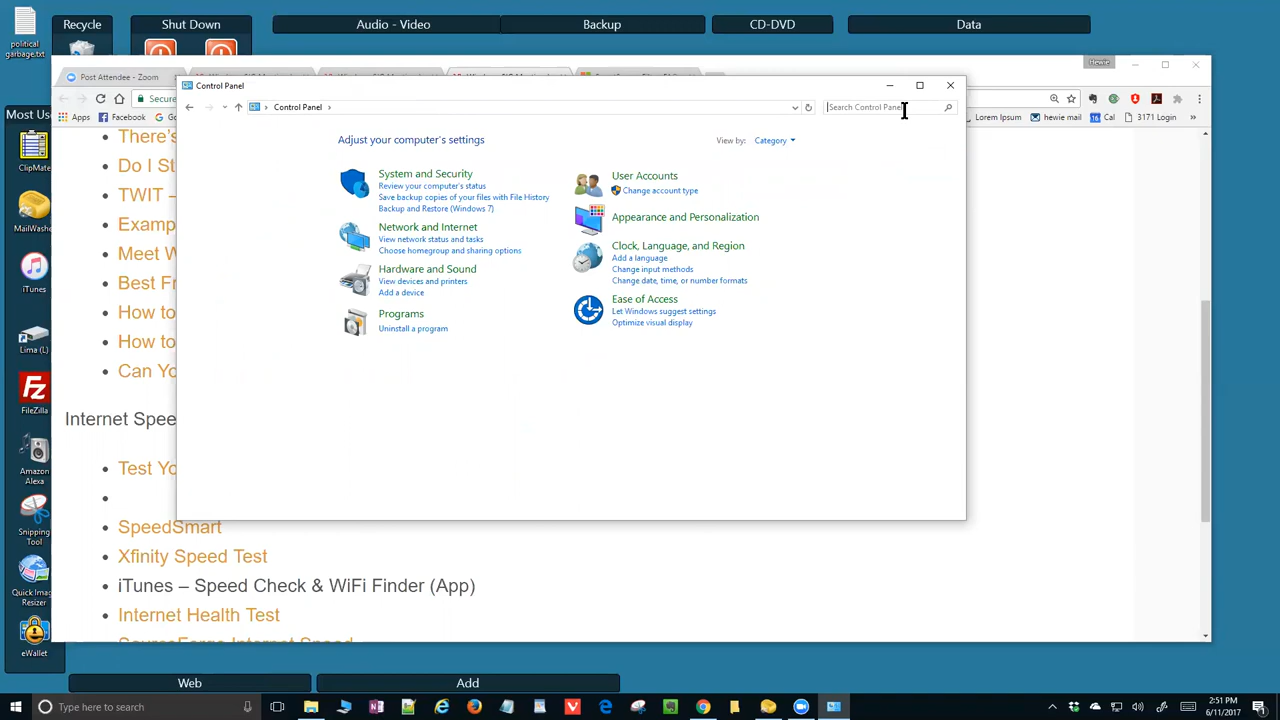 Recycle
Shut Down
Audio - Video
Backup
CD-DVD
Data
political
garbage.txt
Hewie
Post Attendee - Zoom
Control Panel
Control Panel
Search Control Panel
Secure
Apps
Facebook
Lorem Ipsum
hewie mail
16 Cal
3171 Login
Most Us
ClipMate
MailWashe
iTunes
Lima (L)
FileZilla
Amazon
Alexa
Snipping
Tool
Quick Image
Resizer
eWallet
There's
Do I St
TWIT –
Examp
Meet W
Best Fr
How to
How to
Can Yo
Internet Spee
Test Yo
SpeedSmart
Xfinity Speed Test
iTunes – Speed Check & WiFi Finder (App)
Internet Health Test
Adjust your computer's settings
View by:
Category
System and Security
Review your computer's status
Save backup copies of your files with File History
Backup and Restore (Windows 7)
Network and Internet
View network status and tasks
Choose homegroup and sharing options
Hardware and Sound
View devices and printers
Add a device
Programs
Uninstall a program
User Accounts
Change account type
Appearance and Personalization
Clock, Language, and Region
Add a language
Change input methods
Change date, time, or number formats
Ease of Access
Let Windows suggest settings
Optimize visual display
Web
Add
Type here to search
2:51 PM
6/11/2017